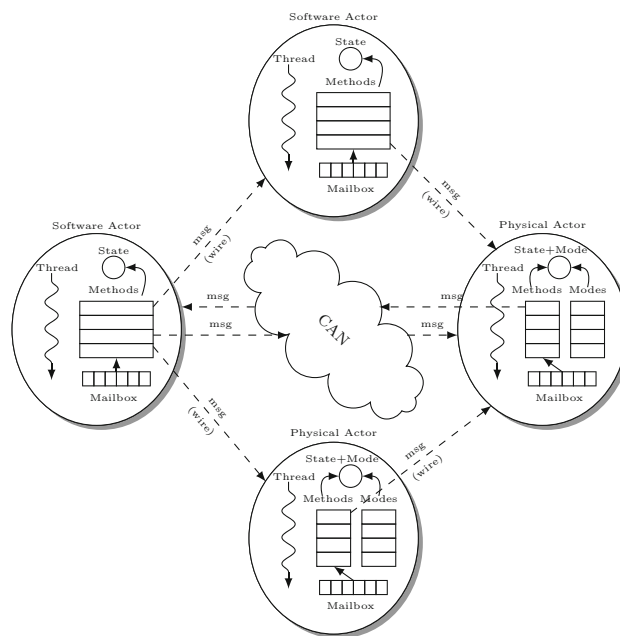 Software Actor
State
Thread
Methods
Mailbox
msg
(wire)
msg
(wire)
Software Actor
State
Thread
Methods
Mailbox
msg
msg
CAN
msg
msg
Physical Actor
State+Mode
Thread
Methods
Modes
Mailbox
msg
(wire)
msg
(wire)
Physical Actor
State+Mode
Thread
Methods
Modes
Mailbox